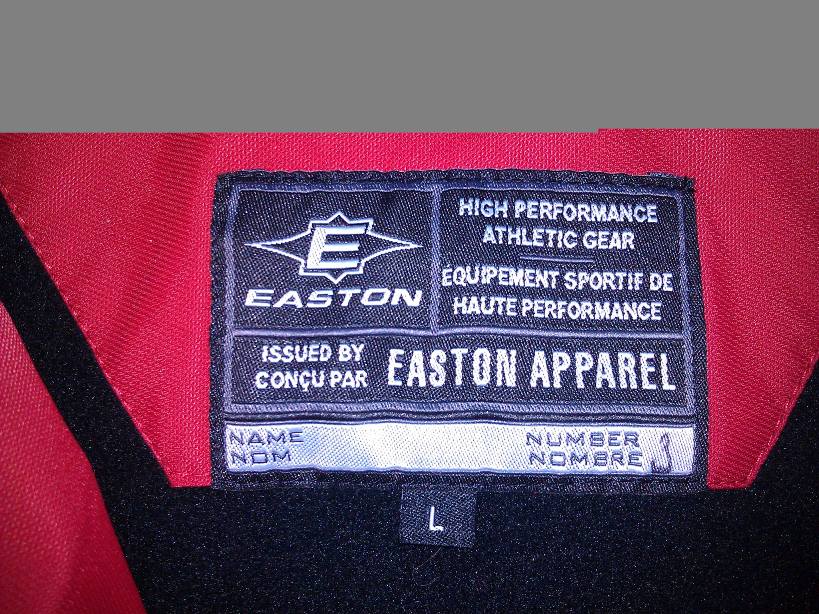 E
EASTON
HIGH PERFORMANCE
ATHLETIC GEAR
EQUIPEMENT SPORTIF DE
HAUTE PERFORMANCE
ISSUED BY
CONÇU PAR
EASTON APPAREL
NAME
NOM
NUMBER
NOMBRE
L